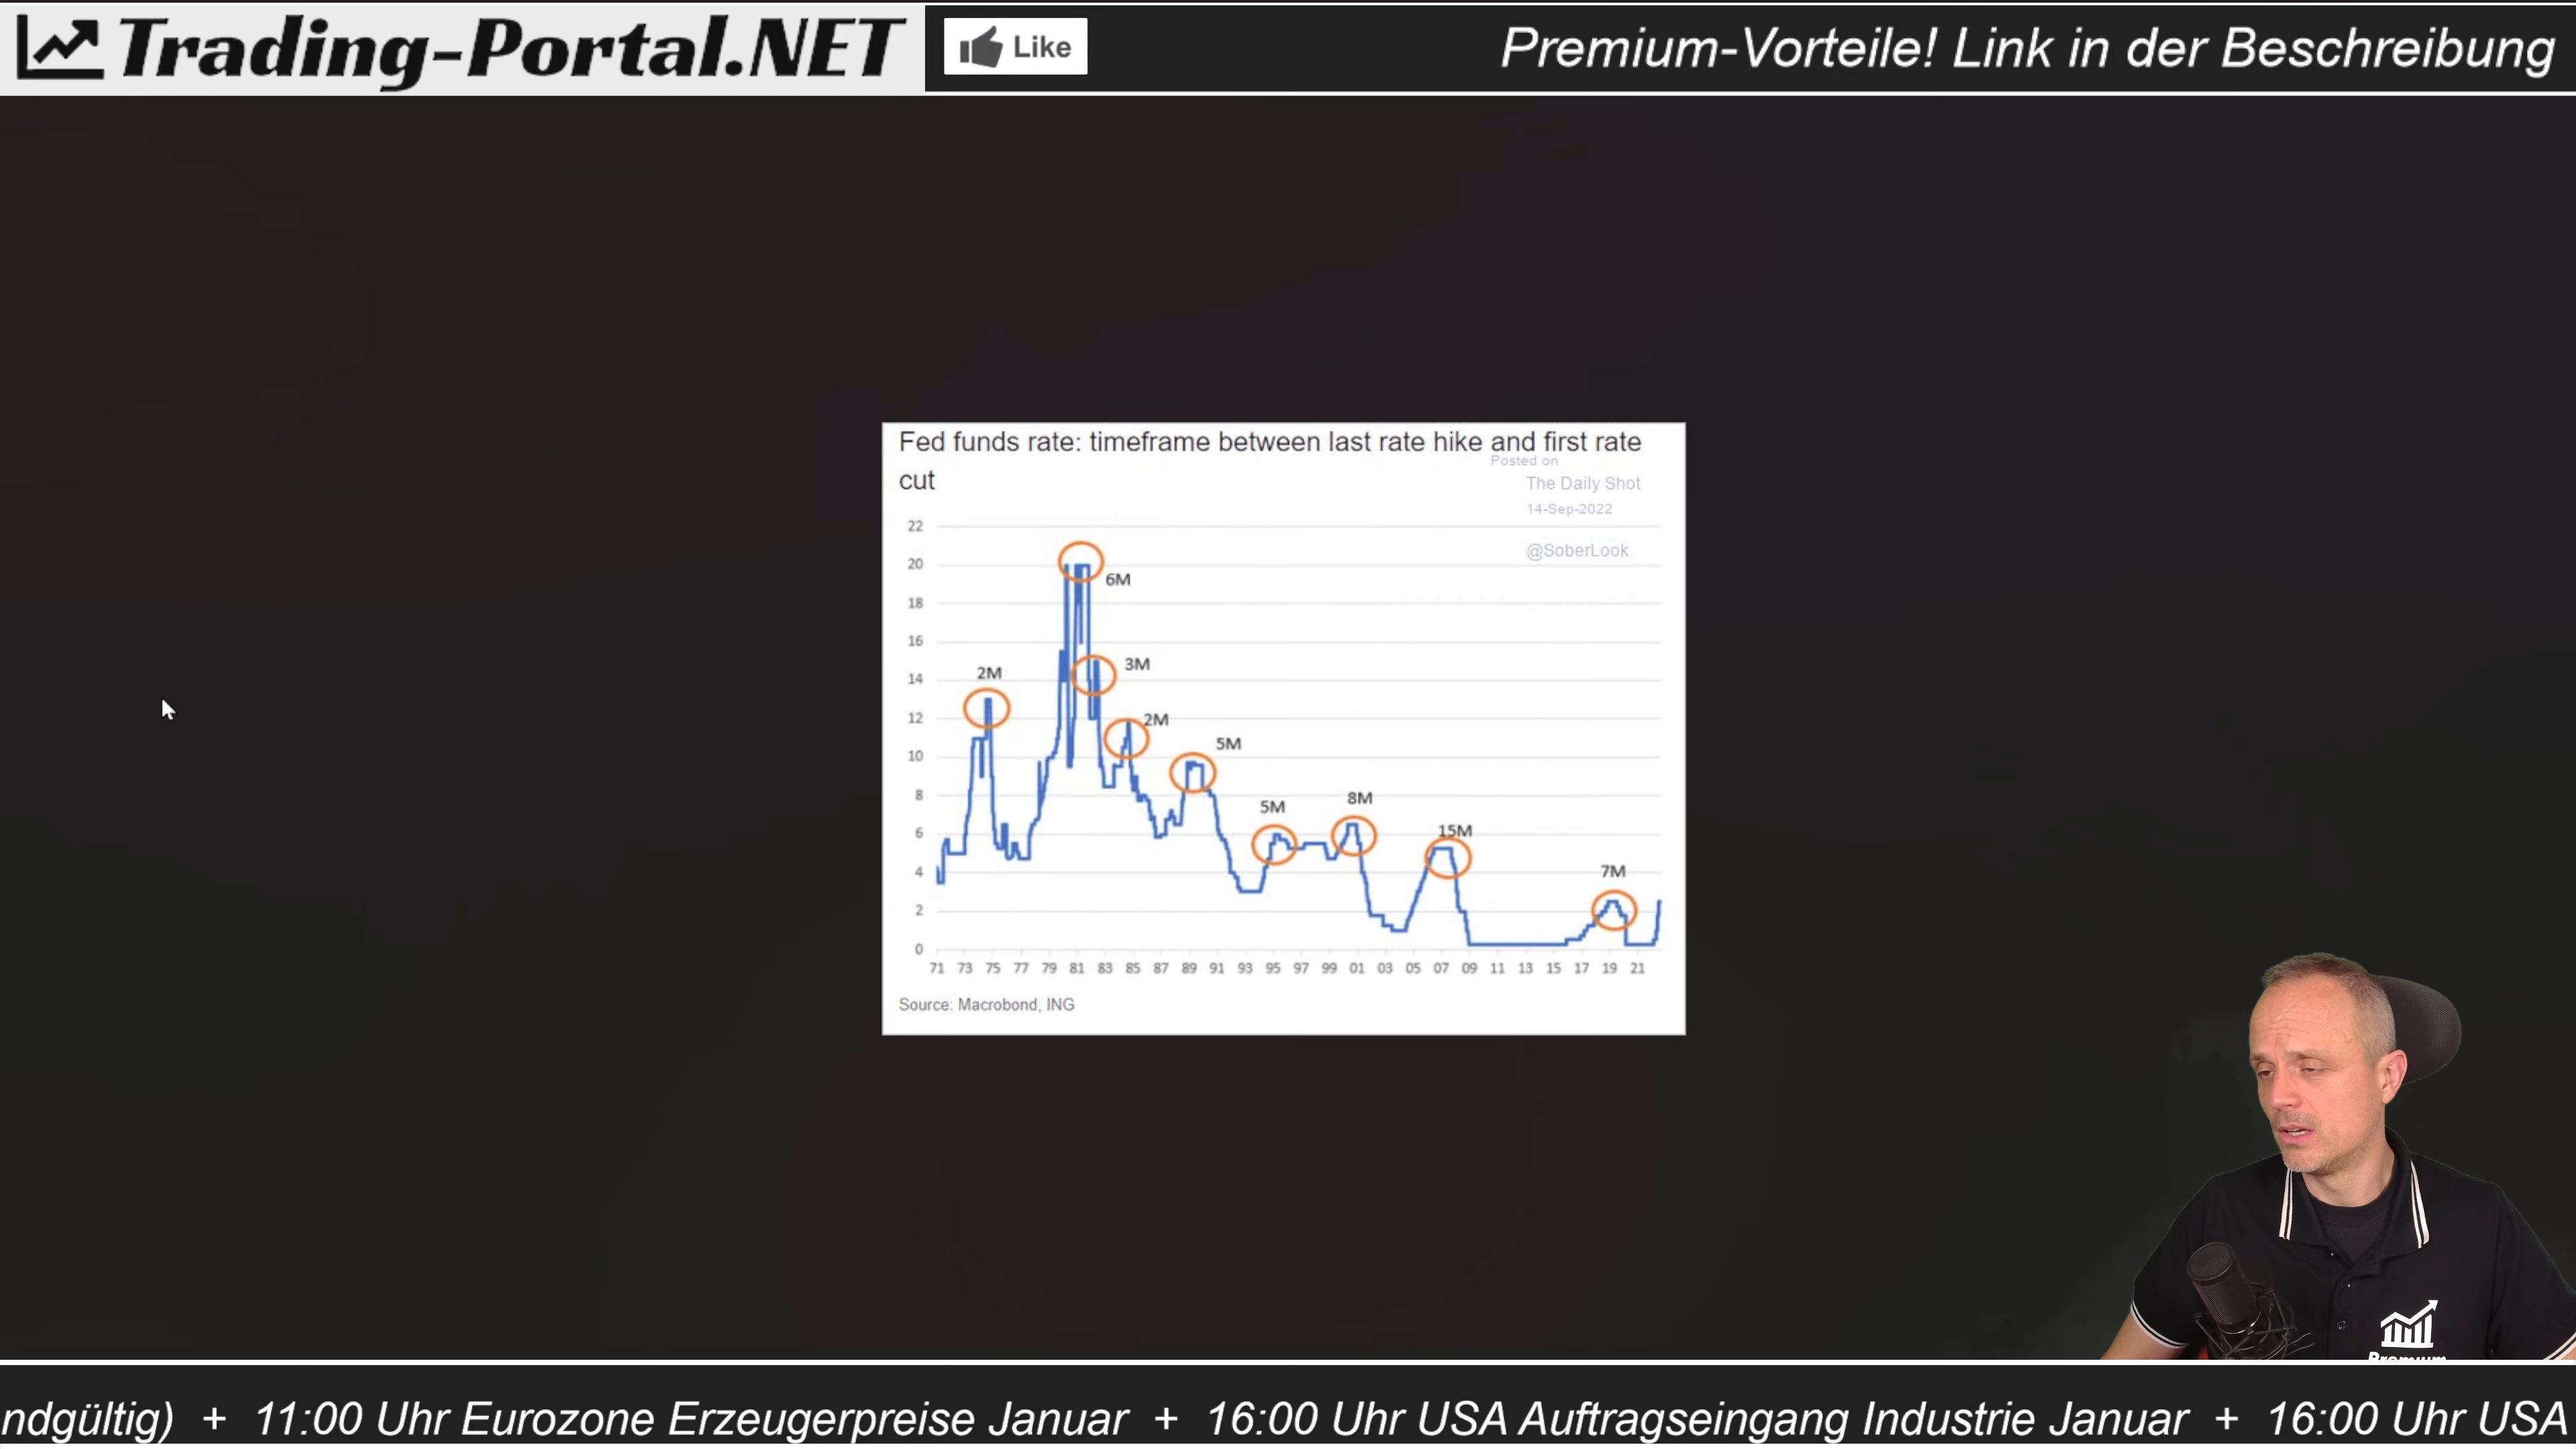 Trading-Portal.NET
Like
Premium-Vorteile! Link in der Beschreibung
Fed funds rate: timeframe between last rate hike and first rate
cut
Posted on
The Daily Shot
14-Sep-2022
@SoberLook
22
20
18
16
14
12
10
8
6
4
2
0
2M
6M
3M
2M
5M
5M
8M
15M
7M
71 73 75 77 79 81 83 85 87 89 91 93 95 97 99 01 03 05 07 09 11 13 15 17 19 21
Source: Macrobond, ING
Premium
ndgültig) + 11:00 Uhr Eurozone Erzeugerpreise Januar + 16:00 Uhr USA Auftragseingang Industrie Januar + 16:00 Uhr USA